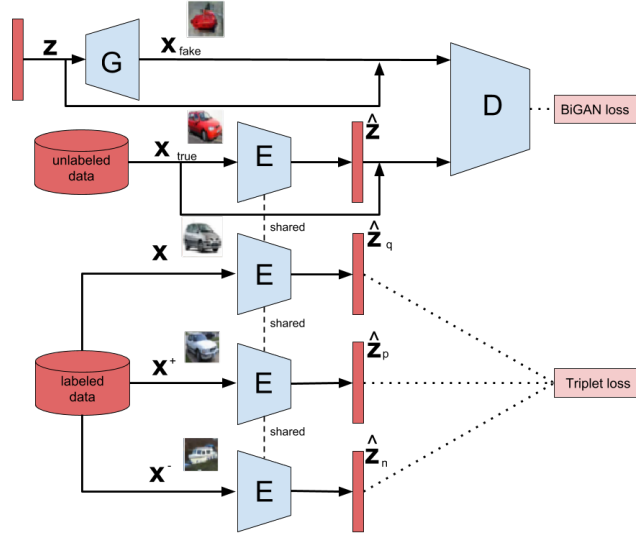 z
G
x fake
D
BiGAN loss
unlabeled
data
x true
E
ẑ
shared
x
E
ẑ q
shared
labeled
data
x+
E
ẑ p
Triplet loss
shared
x-
E
ẑ n